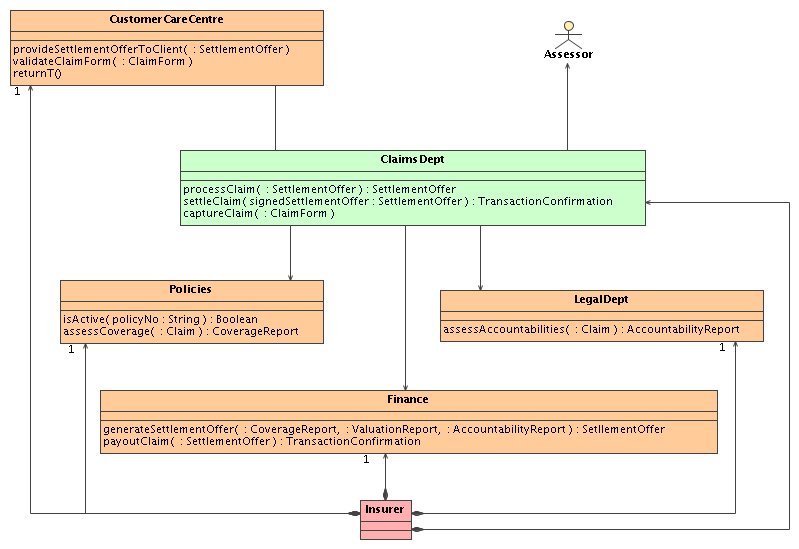 CustomerCareCentre
provideSettlementOfferToClient( : SettlementOffer )
validateClaimForm( : ClaimForm )
returnT()
1
Assessor
ClaimsDept
processClaim( : SettlementOffer ) : SettlementOffer
settleClaim( signedSettlementOffer : SettlementOffer ) : TransactionConfirmation
captureClaim( : ClaimForm )
Policies
isActive( policyNo : String ) : Boolean
assessCoverage( : Claim ) : CoverageReport
1
LegalDept
assessAccountabilities( : Claim ) : AccountabilityReport
1
Finance
generateSettlementOffer( : CoverageReport, : ValuationReport, : AccountabilityReport ) : SetllementOffer
payoutClaim( : SettlementOffer ) : TransactionConfirmation
1
Insurer